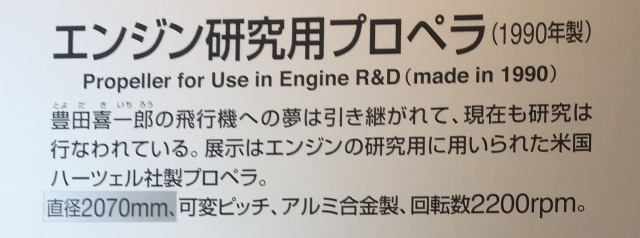 エンジン研究用プロペラ(1990年製)
Propeller for Use in Engine R&D (made in 1990)
とよだきいちろう
豊田喜一郎の飛行機への夢は引き継がれて、現在も研究は
行なわれている。展示はエンジンの研究用に用いられた米国
ハーツェル社製プロペラ。
直径2070mm、可変ピッチ、アルミ合金製、回転数2200rpm。